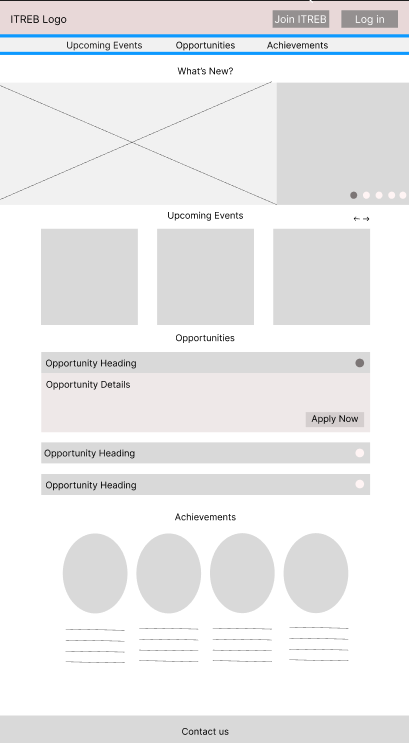 ITREB Logo
Join ITREB
Log in
Upcoming Events
Opportunities
Achievements
What's New?
Upcoming Events
← →
Opportunities
Opportunity Heading
Opportunity Details
Apply Now
Opportunity Heading
Opportunity Heading
Achievements
Contact us